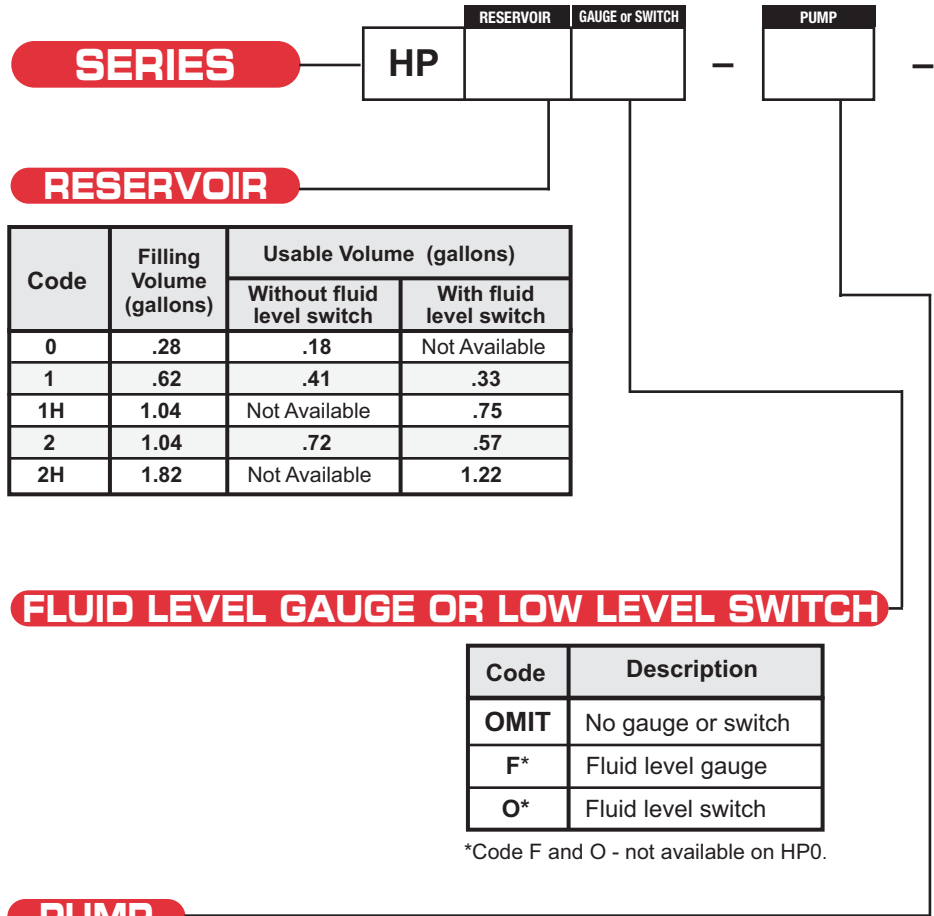 RESERVOIR GAUGE or SWITCH PUMP
SERIES HP – –
RESERVOIR
Code Filling Volume (gallons) Usable Volume (gallons)
Without fluid level switch With fluid level switch
0 .28 .18 Not Available
1 .62 .41 .33
1H 1.04 Not Available .75
2 1.04 .72 .57
2H 1.82 Not Available 1.22
FLUID LEVEL GAUGE OR LOW LEVEL SWITCH
Code Description
OMIT No gauge or switch
F* Fluid level gauge
O* Fluid level switch
*Code F and O - not available on HP0.
PUMP